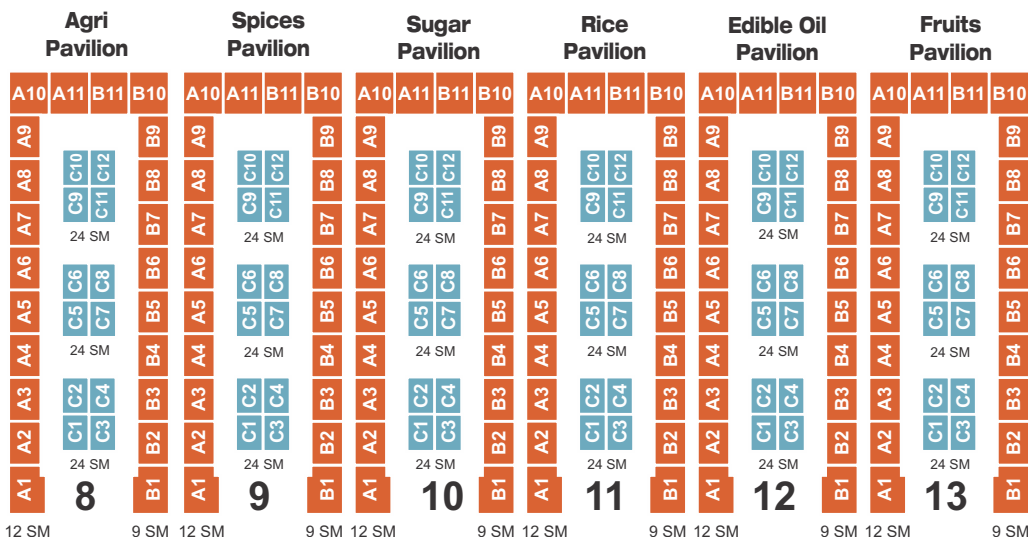 Agri Pavilion
A10 A11 B11 B10
A9 B9
C10 C12
A8 B8
C9 C11
A7 B7
24 SM
A6 B6
C6 C8
A5 B5
C5 C7
24 SM
A4 B4
C2 C4
A3 B3
C1 C3
A2 B2
24 SM
A1 8 B1
12 SM 9 SM
Spices Pavilion
A10 A11 B11 B10
A9 B9
C10 C12
A8 B8
C9 C11
A7 B7
24 SM
A6 B6
C6 C8
A5 B5
C5 C7
24 SM
A4 B4
C2 C4
A3 B3
C1 C3
A2 B2
24 SM
A1 9 B1
12 SM 9 SM
Sugar Pavilion
A10 A11 B11 B10
A9 B9
C10 C12
A8 B8
C9 C11
A7 B7
24 SM
A6 B6
C6 C8
A5 B5
C5 C7
24 SM
A4 B4
C2 C4
A3 B3
C1 C3
A2 B2
24 SM
A1 10 B1
12 SM 9 SM
Rice Pavilion
A10 A11 B11 B10
A9 B9
C10 C12
A8 B8
C9 C11
A7 B7
24 SM
A6 B6
C6 C8
A5 B5
C5 C7
24 SM
A4 B4
C2 C4
A3 B3
C1 C3
A2 B2
24 SM
A1 11 B1
12 SM 9 SM
Edible Oil Pavilion
A10 A11 B11 B10
A9 B9
C10 C12
A8 B8
C9 C11
A7 B7
24 SM
A6 B6
C6 C8
A5 B5
C5 C7
24 SM
A4 B4
C2 C4
A3 B3
C1 C3
A2 B2
24 SM
A1 12 B1
12 SM 9 SM
Fruits Pavilion
A10 A11 B11 B10
A9 B9
C10 C12
A8 B8
C9 C11
A7 B7
24 SM
A6 B6
C6 C8
A5 B5
C5 C7
24 SM
A4 B4
C2 C4
A3 B3
C1 C3
A2 B2
24 SM
A1 13 B1
12 SM 9 SM